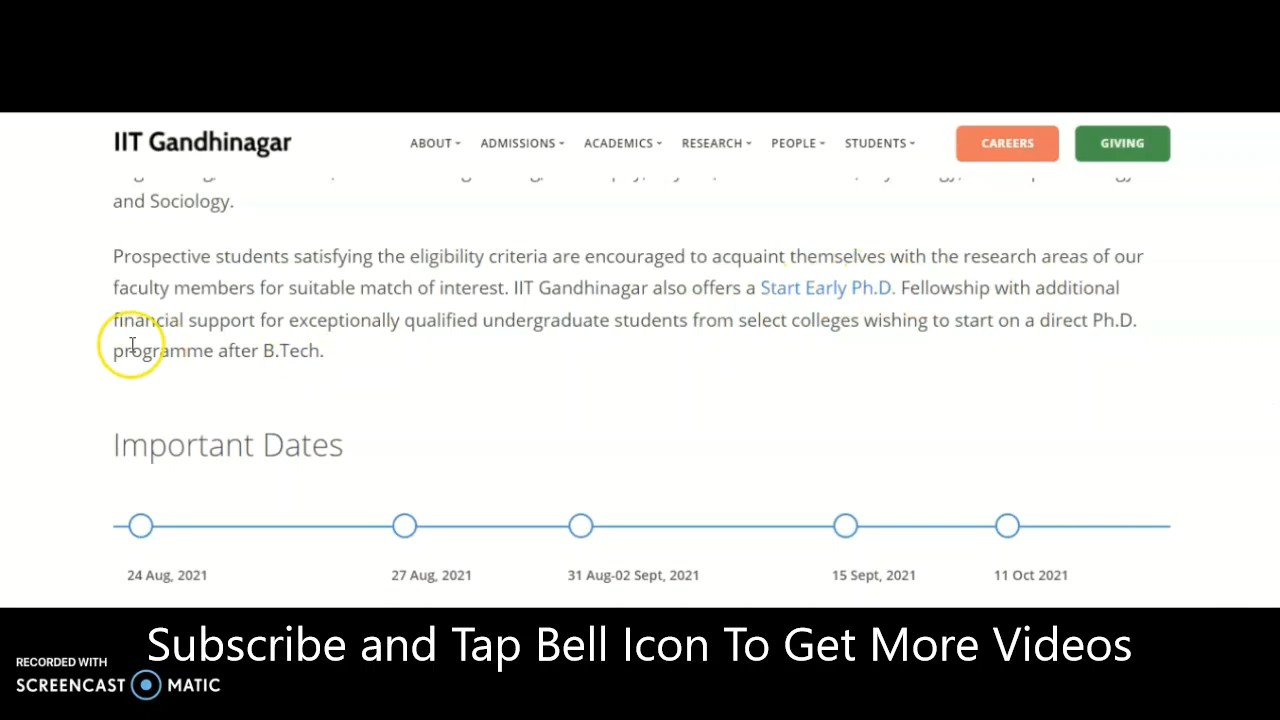 IIT Gandhinagar
ABOUT ADMISSIONS ACADEMICS RESEARCH PEOPLE STUDENTS CAREERS GIVING
and Sociology.
Prospective students satisfying the eligibility criteria are encouraged to acquaint themselves with the research areas of our
faculty members for suitable match of interest. IIT Gandhinagar also offers a Start Early Ph.D. Fellowship with additional
financial support for exceptionally qualified undergraduate students from select colleges wishing to start on a direct Ph.D.
programme after B.Tech.
Important Dates
24 Aug, 2021 27 Aug, 2021 31 Aug-02 Sept, 2021 15 Sept, 2021 11 Oct 2021
Subscribe and Tap Bell Icon To Get More Videos
RECORDED WITH
SCREENCAST MATIC